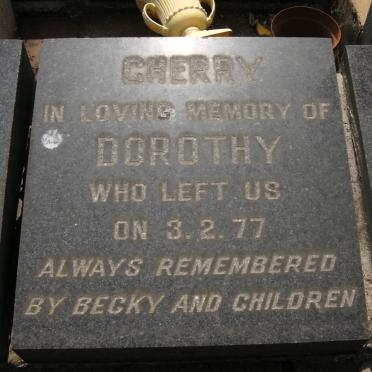 CHERRY
IN LOVING MEMORY OF
DOROTHY
WHO LEFT US
ON 3.2.77
ALWAYS REMEMBERED
BY BECKY AND CHILDREN